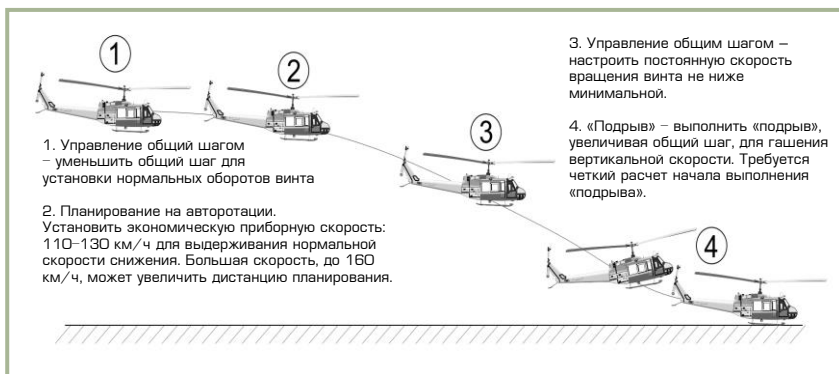 1
2
3
4
1. Управление общий шагом
– уменьшить общий шаг для
установки нормальных оборотов винта
2. Планирование на авторотации.
Установить экономическую приборную скорость:
110–130 км/ч для выдерживания нормальной
скорости снижения. Большая скорость, до 160
км/ч, может увеличить дистанцию планирования.
3. Управление общим шагом –
настроить постоянную скорость
вращения винта не ниже
минимальной.
4. «Подрыв» – выполнить «подрыв»,
увеличивая общий шаг, для гашения
вертикальной скорости. Требуется
четкий расчет начала выполнения
«подрыва».